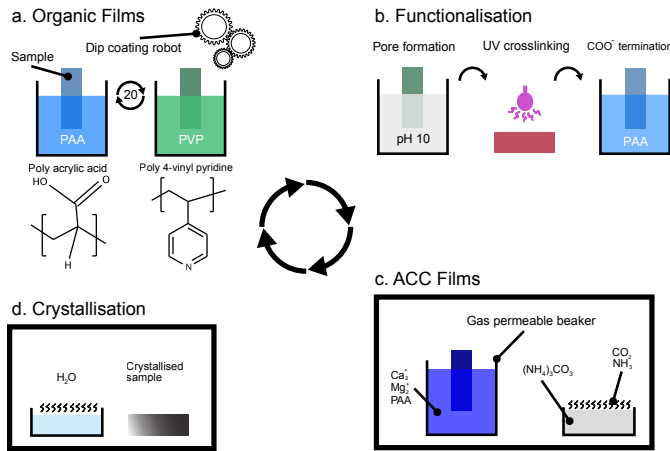 a. Organic Films
Dip coating robot
Sample
20
PAA
PVP
Poly acrylic acid
Poly 4-vinyl pyridine
HO
O
H
N
b. Functionalisation
Pore formation
UV crosslinking
COO⁻ termination
pH 10
PAA
c. ACC Films
Gas permeable beaker
Ca₂⁺
Mg₂⁺
PAA
(NH₄)₃CO₃
CO₂
NH₃
d. Crystallisation
H₂O
Crystallised
sample